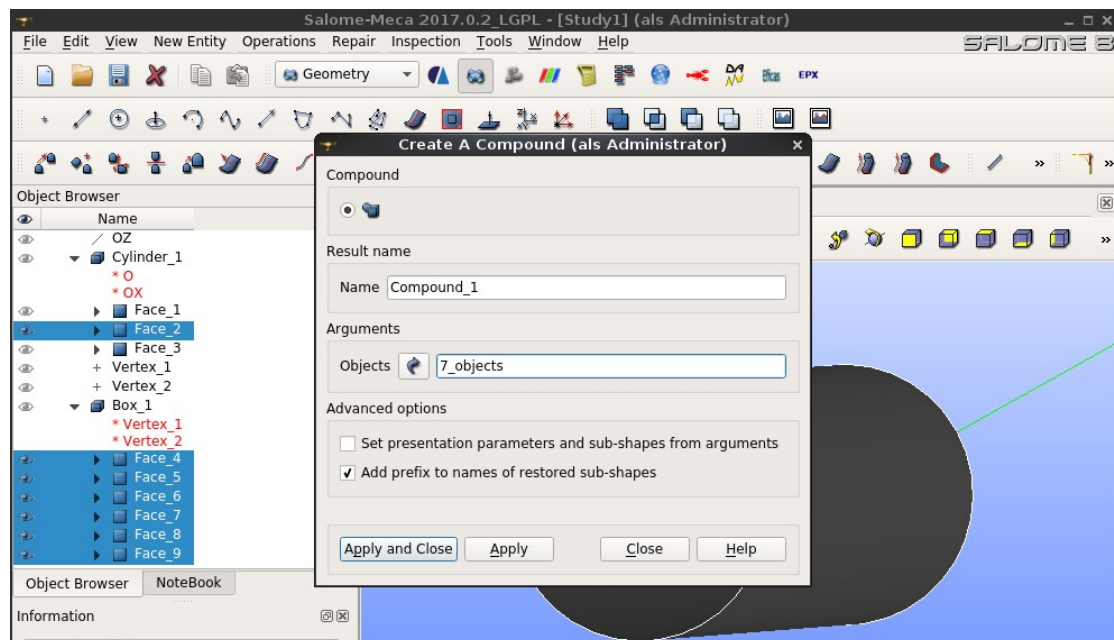 Salome-Meca 2017.0.2_LGPL - [Study1] (als Administrator)
File Edit View New Entity Operations Repair Inspection Tools Window Help
SALOME 8
Geometry
EPX
Create A Compound (als Administrator)
Compound
Result name
Name Compound_1
Arguments
Objects 7_objects
Advanced options
Set presentation parameters and sub-shapes from arguments
Add prefix to names of restored sub-shapes
Apply and Close Apply Close Help
Object Browser
Name
OZ
Cylinder_1
* O
* OX
Face_1
Face_2
Face_3
Vertex_1
Vertex_2
Box_1
* Vertex_1
* Vertex_2
Face_4
Face_5
Face_6
Face_7
Face_8
Face_9
Object Browser NoteBook
Information